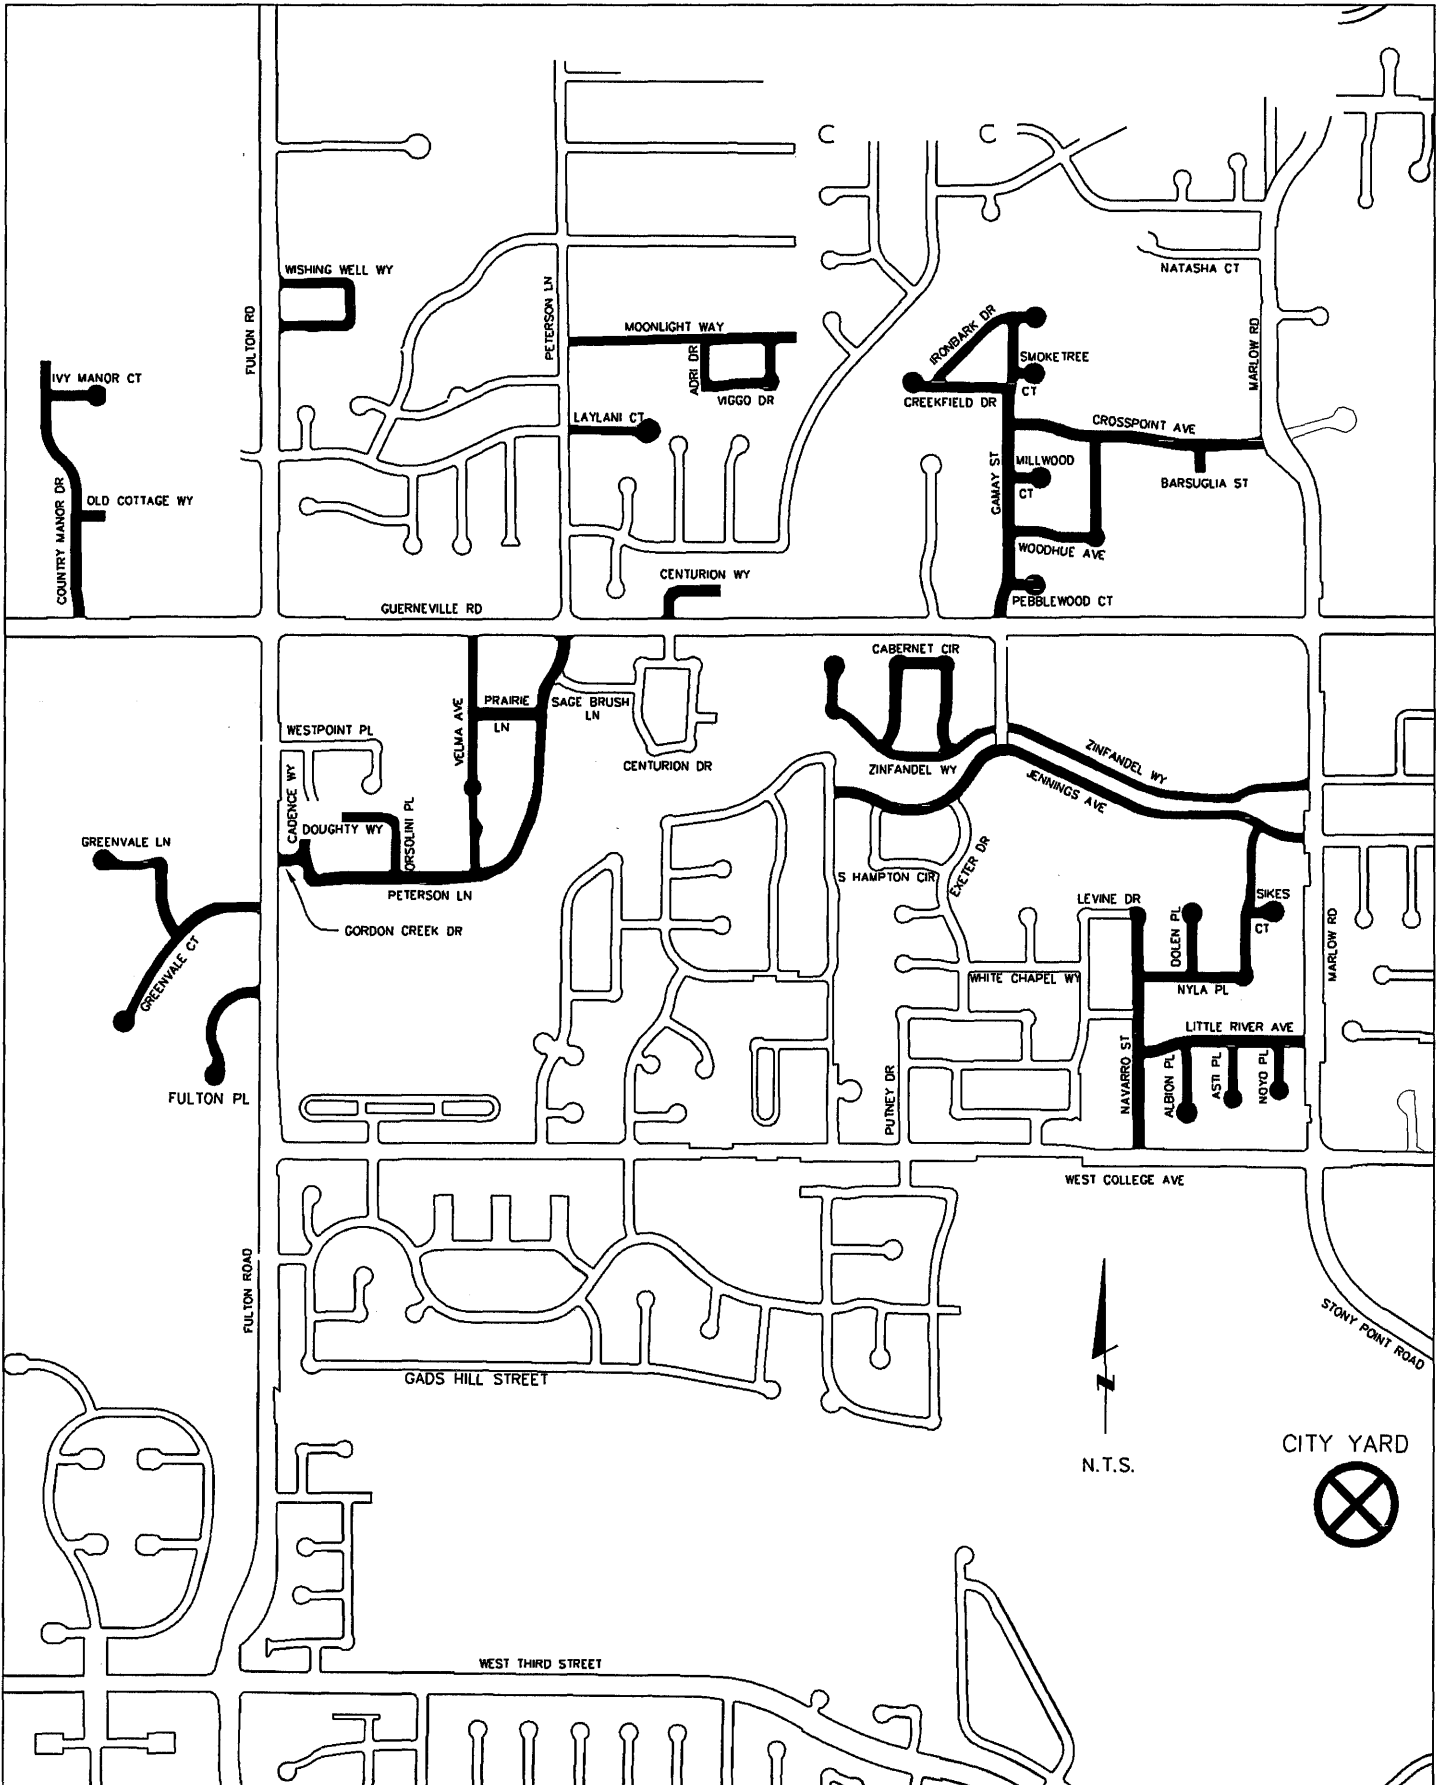 C
C
NATASHA CT
WISHING WELL WY
FULTON RD
PETERSON LN
MOONLIGHT WAY
ADRI DR
VIGGO DR
IRONBARK DR
SMOKETREE
CT
CREEKFIELD DR
MARLOW RD
IVY MANOR CT
LAYLANI CT
CROSSPOINT AVE
GAMAY ST
MILLWOOD
CT
BARSUGLIA ST
COUNTRY MANOR DR
OLD COTTAGE WY
WOODHUE AVE
CENTURION WY
PEBBLEWOOD CT
GUERNEVILLE RD
CABERNET CIR
VELMA AVE
PRAIRIE
LN
SAGE BRUSH
LN
WESTPOINT PL
CENTURION DR
ZINFANDEL WY
ZINFANDEL WY
JENNINGS AVE
CADENCE WY
DOUGHTY WY
ORSOLINI PL
GREENVALE LN
PETERSON LN
S HAMPTON CIR
EXETER DR
LEVINE DR
SIKES
CT
DOLEN PL
GORDON CREEK DR
GREENVALE CT
MARLOW RD
WHITE CHAPEL WY
NYLA PL
LITTLE RIVER AVE
NAVARRO ST
ALBION PL
ASTI PL
NOYO PL
FULTON PL
PUTNEY DR
WEST COLLEGE AVE
FULTON ROAD
STONY POINT ROAD
GADS HILL STREET
N
N.T.S.
CITY YARD
WEST THIRD STREET